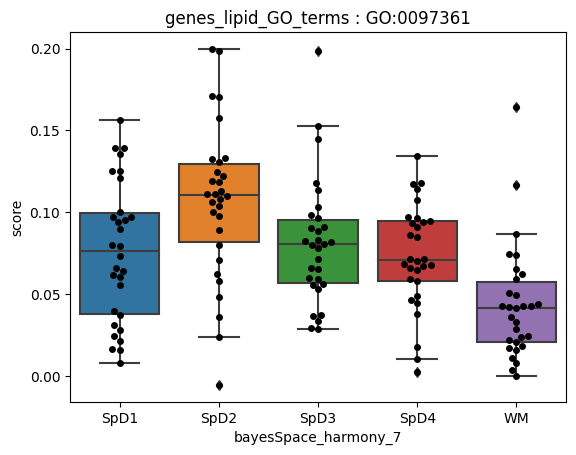 genes_lipid_GO_terms : GO:0097361
0.20
0.15
0.10
0.05
0.00
score
SpD1 SpD2 SpD3 SpD4 WM
bayesSpace_harmony_7